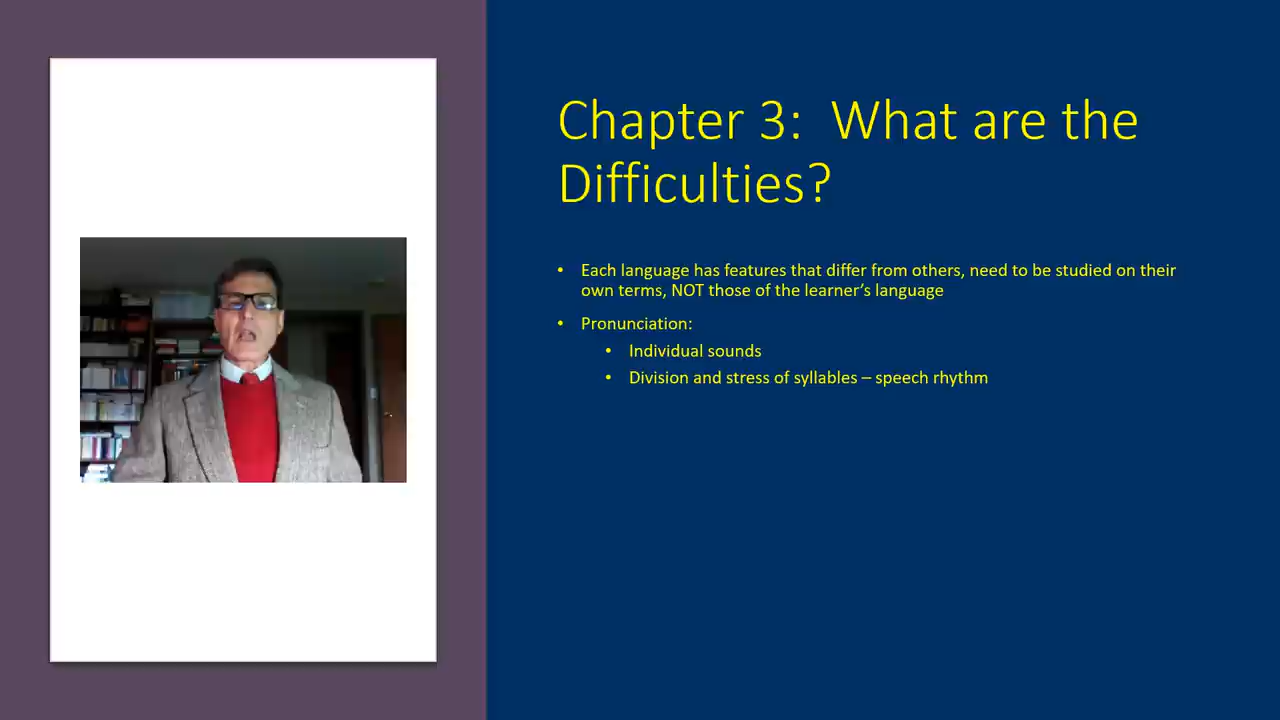 Chapter 3:  What are the
Difficulties?
• Each language has features that differ from others, need to be studied on their
own terms, NOT those of the learner’s language
• Pronunciation:
• Individual sounds
• Division and stress of syllables – speech rhythm